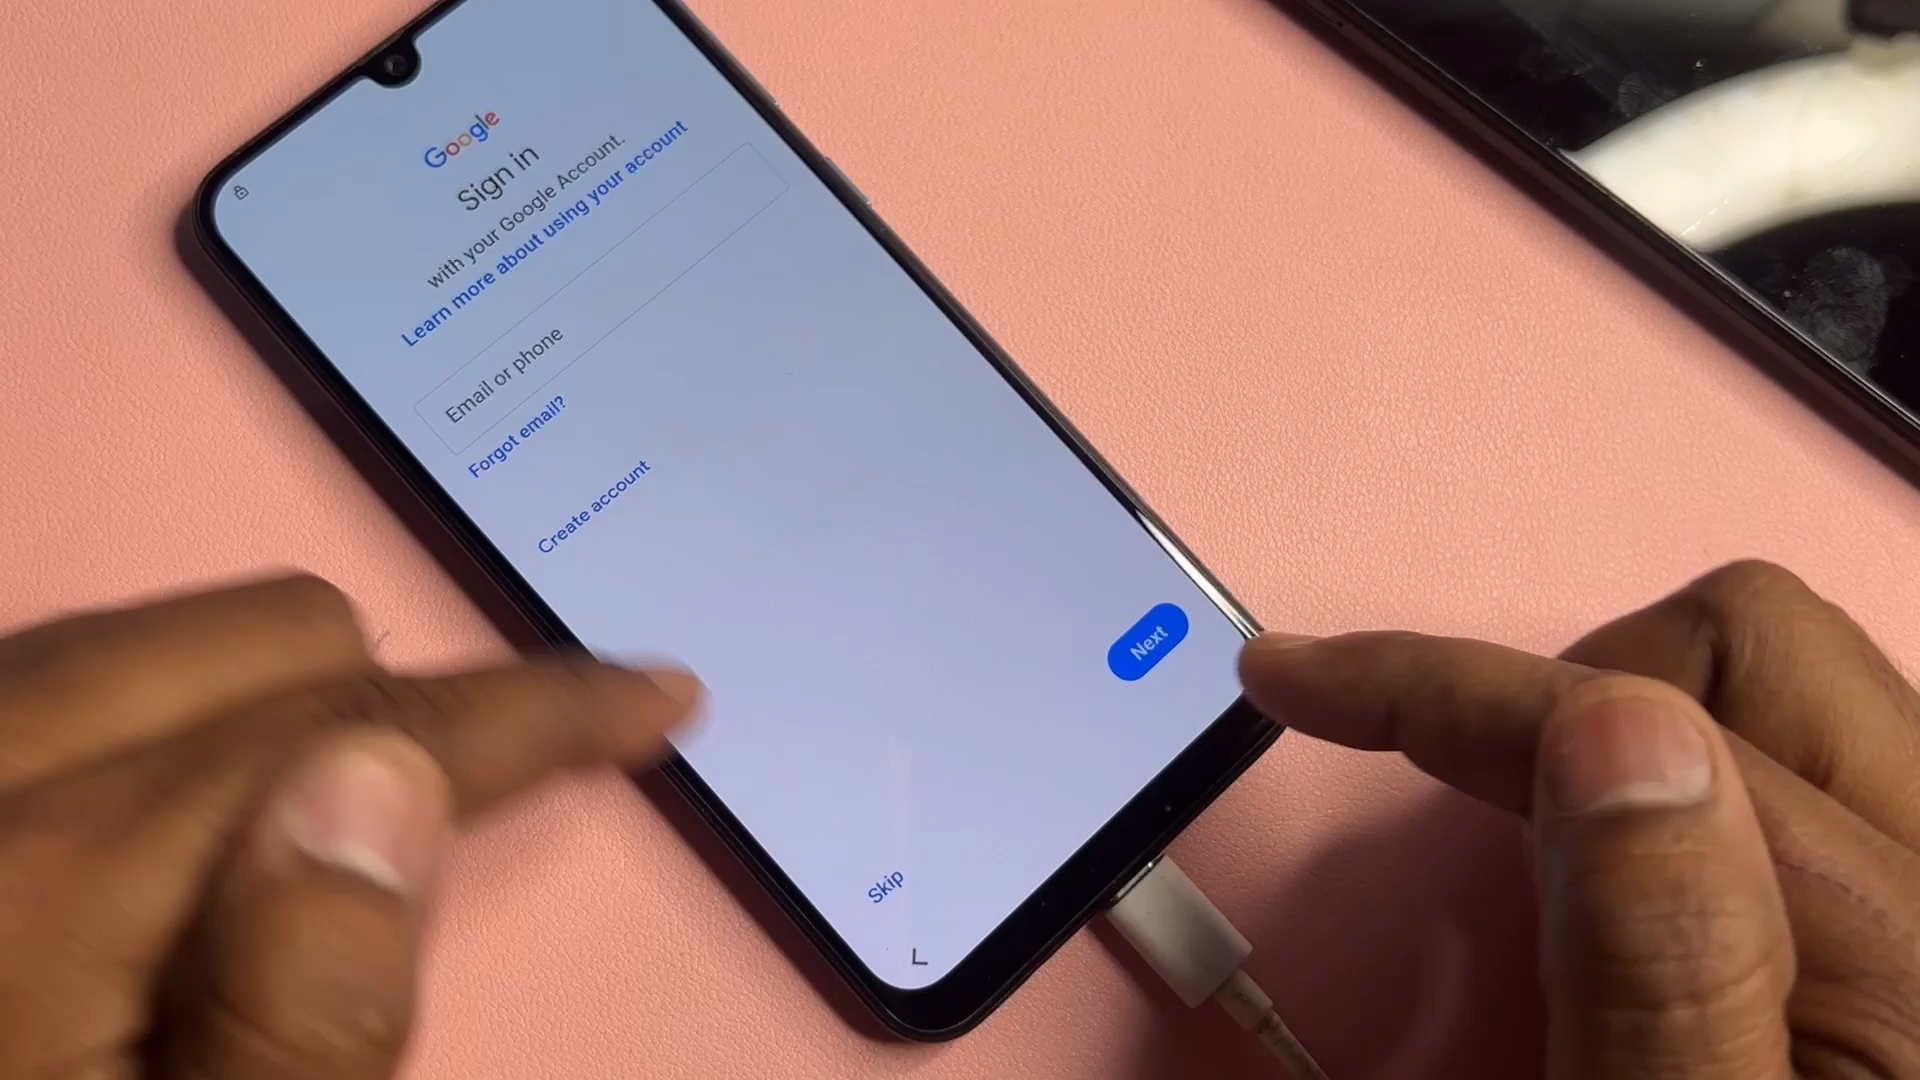 Google
Sign in
with your Google Account.
Learn more about using your account
Email or phone
Forgot email?
Create account
Next
Skip